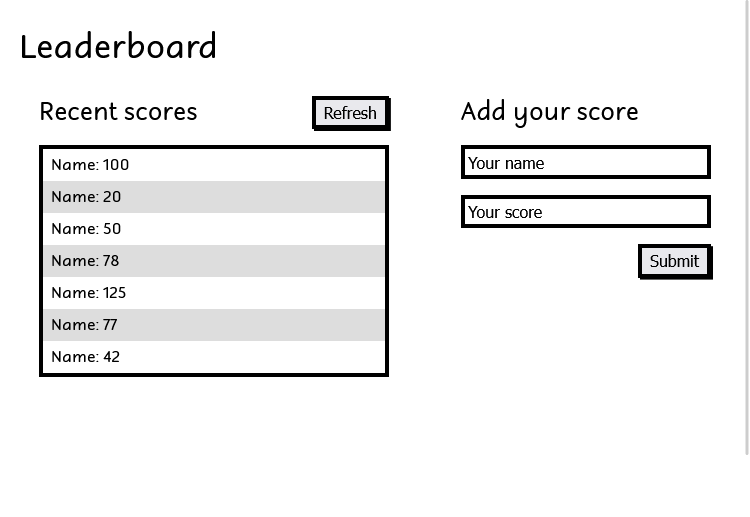 Leaderboard
Recent scores
Refresh
Name: 100
Name: 20
Name: 50
Name: 78
Name: 125
Name: 77
Name: 42
Add your score
Your name
Your score
Submit